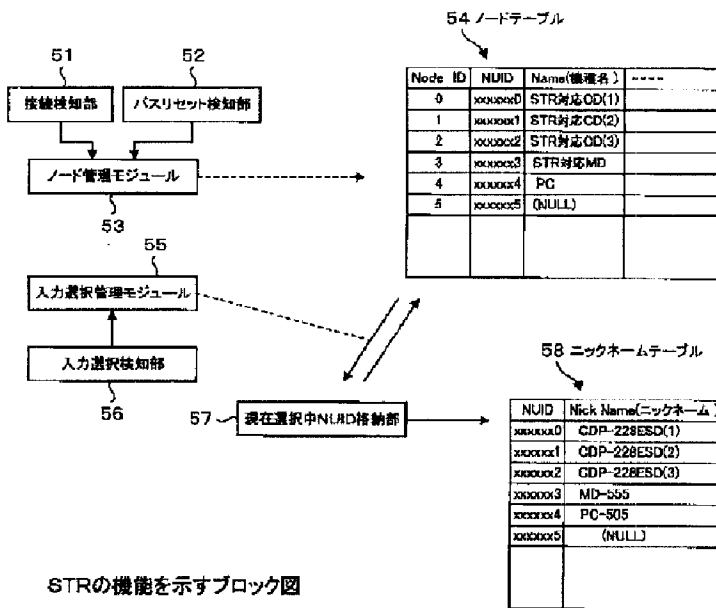 54 ノードテーブル
51
52
接続検知部
バスリセット検知部
ノード管理モジュール
53
Node ID NUID Name(機種名) ----
0 xxxxxx0 STR対応CD(1)
1 xxxxxx1 STR対応CD(2)
2 xxxxxx2 STR対応CD(3)
3 xxxxxx3 STR対応MD
4 xxxxxx4 PC
5 xxxxxx5 (NULL)
55
入力選択管理モジュール
入力選択検知部
56
57 現在選択中NUID格納部
58 ニックネームテーブル
NUID Nick Name(ニックネーム)
xxxxxx0 CDP-228ESD(1)
xxxxxx1 CDP-228ESD(2)
xxxxxx2 CDP-228ESD(3)
xxxxxx3 MD-555
xxxxxx4 PC-505
xxxxxx5 (NULL)
STRの機能を示すブロック図